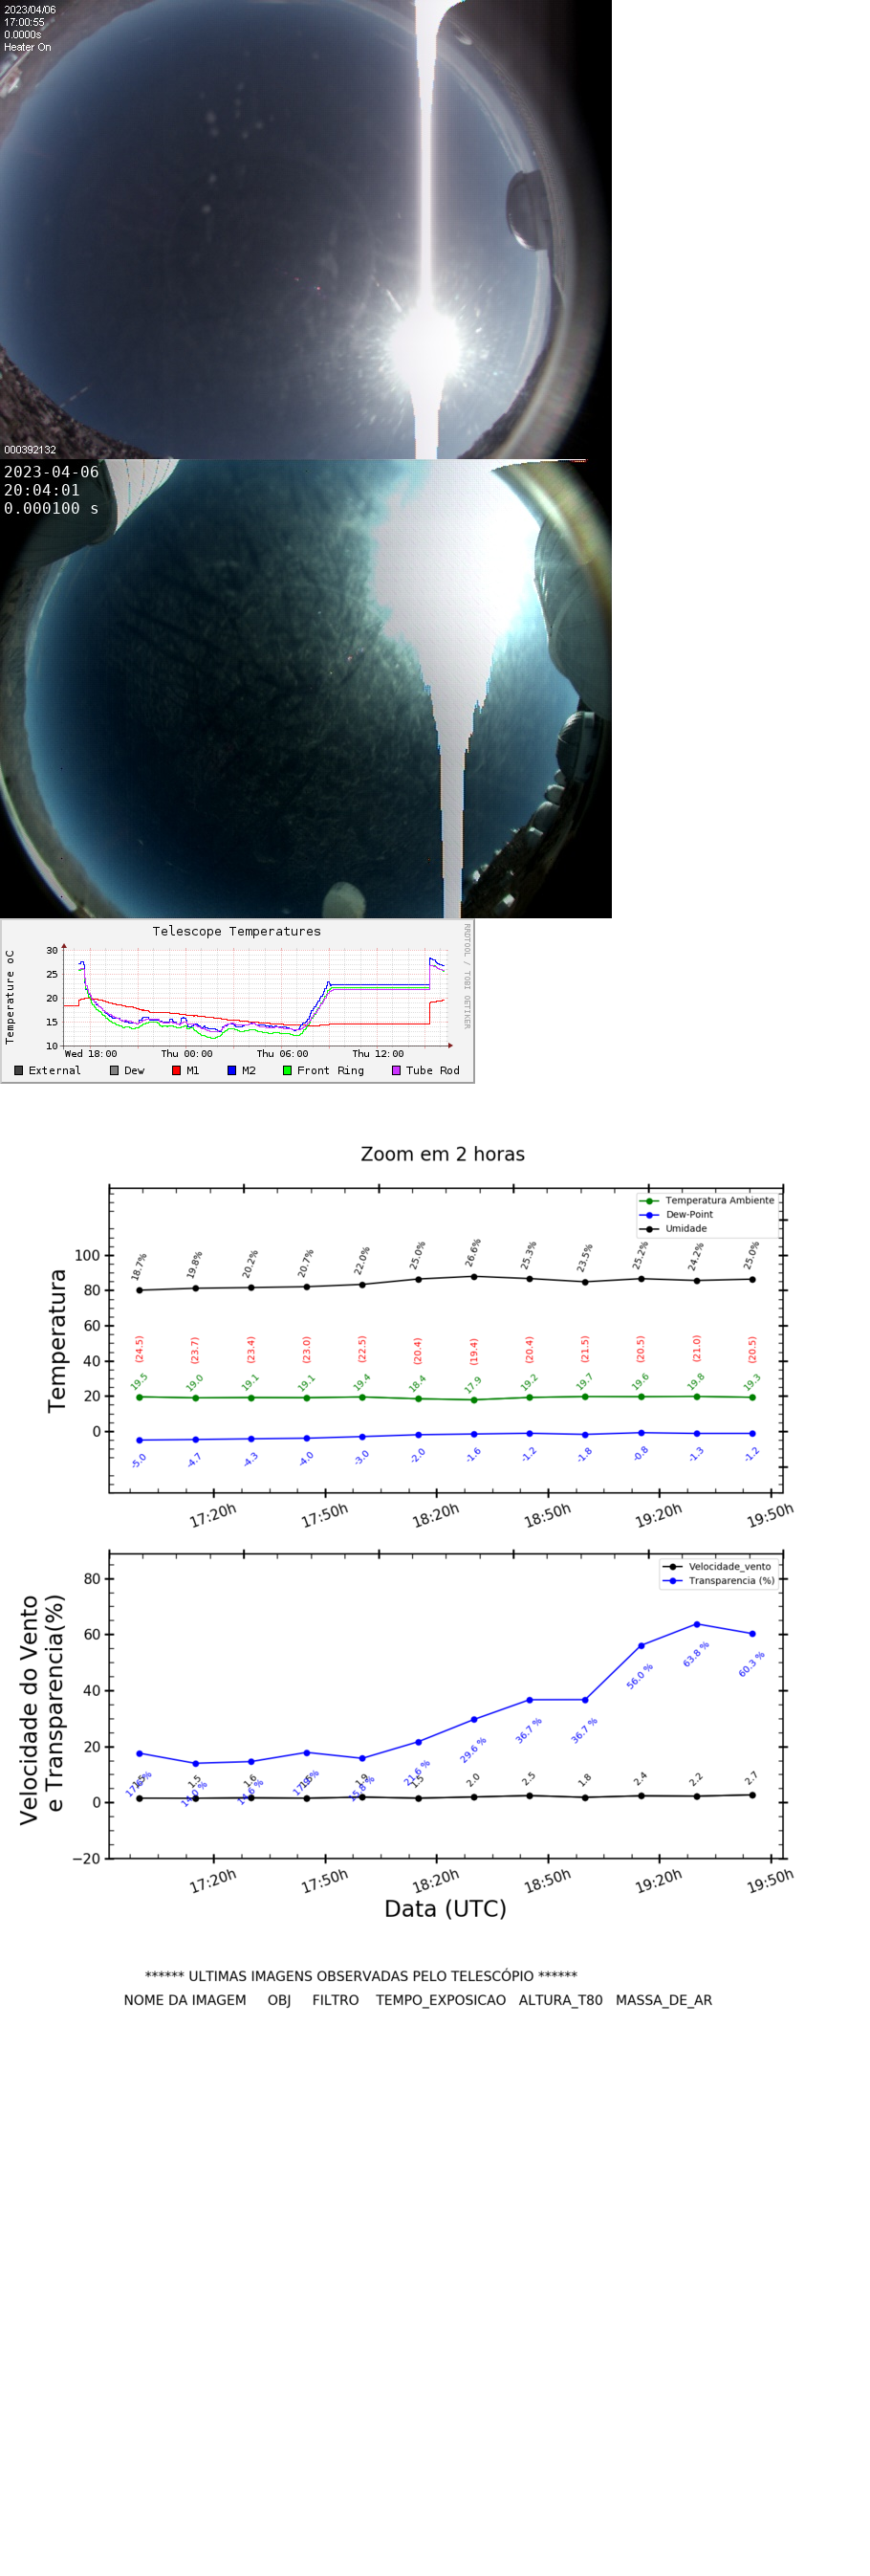 2023/04/06
17:00:55
0.0000s
Heater On
000392132
2023-04-06
20:04:01
0.000100 s
Telescope Temperatures
RRDTOOL / TOBI OETIKER
Temperature oC
30
25
20
15
10
Wed 18:00 Thu 00:00 Thu 06:00 Thu 12:00
External Dew M1 M2 Front Ring Tube Rod
Zoom em 2 horas
Temperatura Ambiente
Dew-Point
Umidade
Temperatura
100
80
60
40
20
0
18.7% 19.8% 20.2% 20.7% 22.0% 25.0% 26.6% 25.3% 23.5% 25.2% 24.2% 25.0%
(24.5) (23.7) (23.4) (23.0) (22.5) (20.4) (19.4) (20.4) (21.5) (20.5) (21.0) (20.5)
19.5 19.0 19.1 19.1 19.4 18.4 17.9 19.2 19.7 19.6 19.8 19.3
-5.0 -4.7 -4.3 -4.0 -3.0 -2.0 -1.6 -1.2 -1.8 -0.8 -1.3 -1.2
17:20h 17:50h 18:20h 18:50h 19:20h 19:50h
Velocidade_vento
Transparencia (%)
Velocidade do Vento
e Transparencia(%)
80
60
40
20
0
−20
1.5 1.6 1.9 1.5 2.0 2.5 1.8 2.4 2.2 2.7
14.0 % 14.6 % 15.8 % 21.6 % 29.6 % 36.7 % 36.7 % 56.0 % 63.8 % 60.3 %
17:20h 17:50h 18:20h 18:50h 19:20h 19:50h
Data (UTC)
****** ULTIMAS IMAGENS OBSERVADAS PELO TELESCÓPIO ******
NOME DA IMAGEM OBJ FILTRO TEMPO_EXPOSICAO ALTURA_T80 MASSA_DE_AR